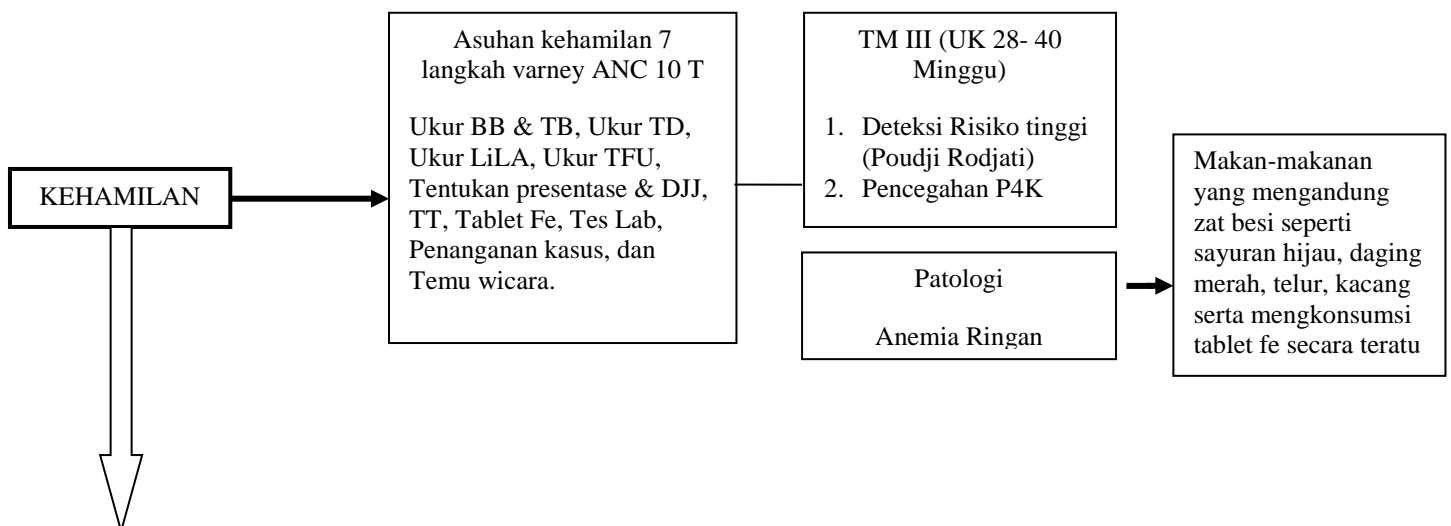 KEHAMILAN
Asuhan kehamilan 7
langkah varney ANC 10 T
Ukur BB & TB, Ukur TD,
Ukur LiLA, Ukur TFU,
Tentukan presentase & DJJ,
TT, Tablet Fe, Tes Lab,
Penanganan kasus, dan
Temu wicara.
TM III (UK 28- 40
Minggu)
1. Deteksi Risiko tinggi
(Poudji Rodjati)
2. Pencegahan P4K
Patologi
Anemia Ringan
Makan-makanan
yang mengandung
zat besi seperti
sayuran hijau, daging
merah, telur, kacang
serta mengkonsumsi
tablet fe secara teratu